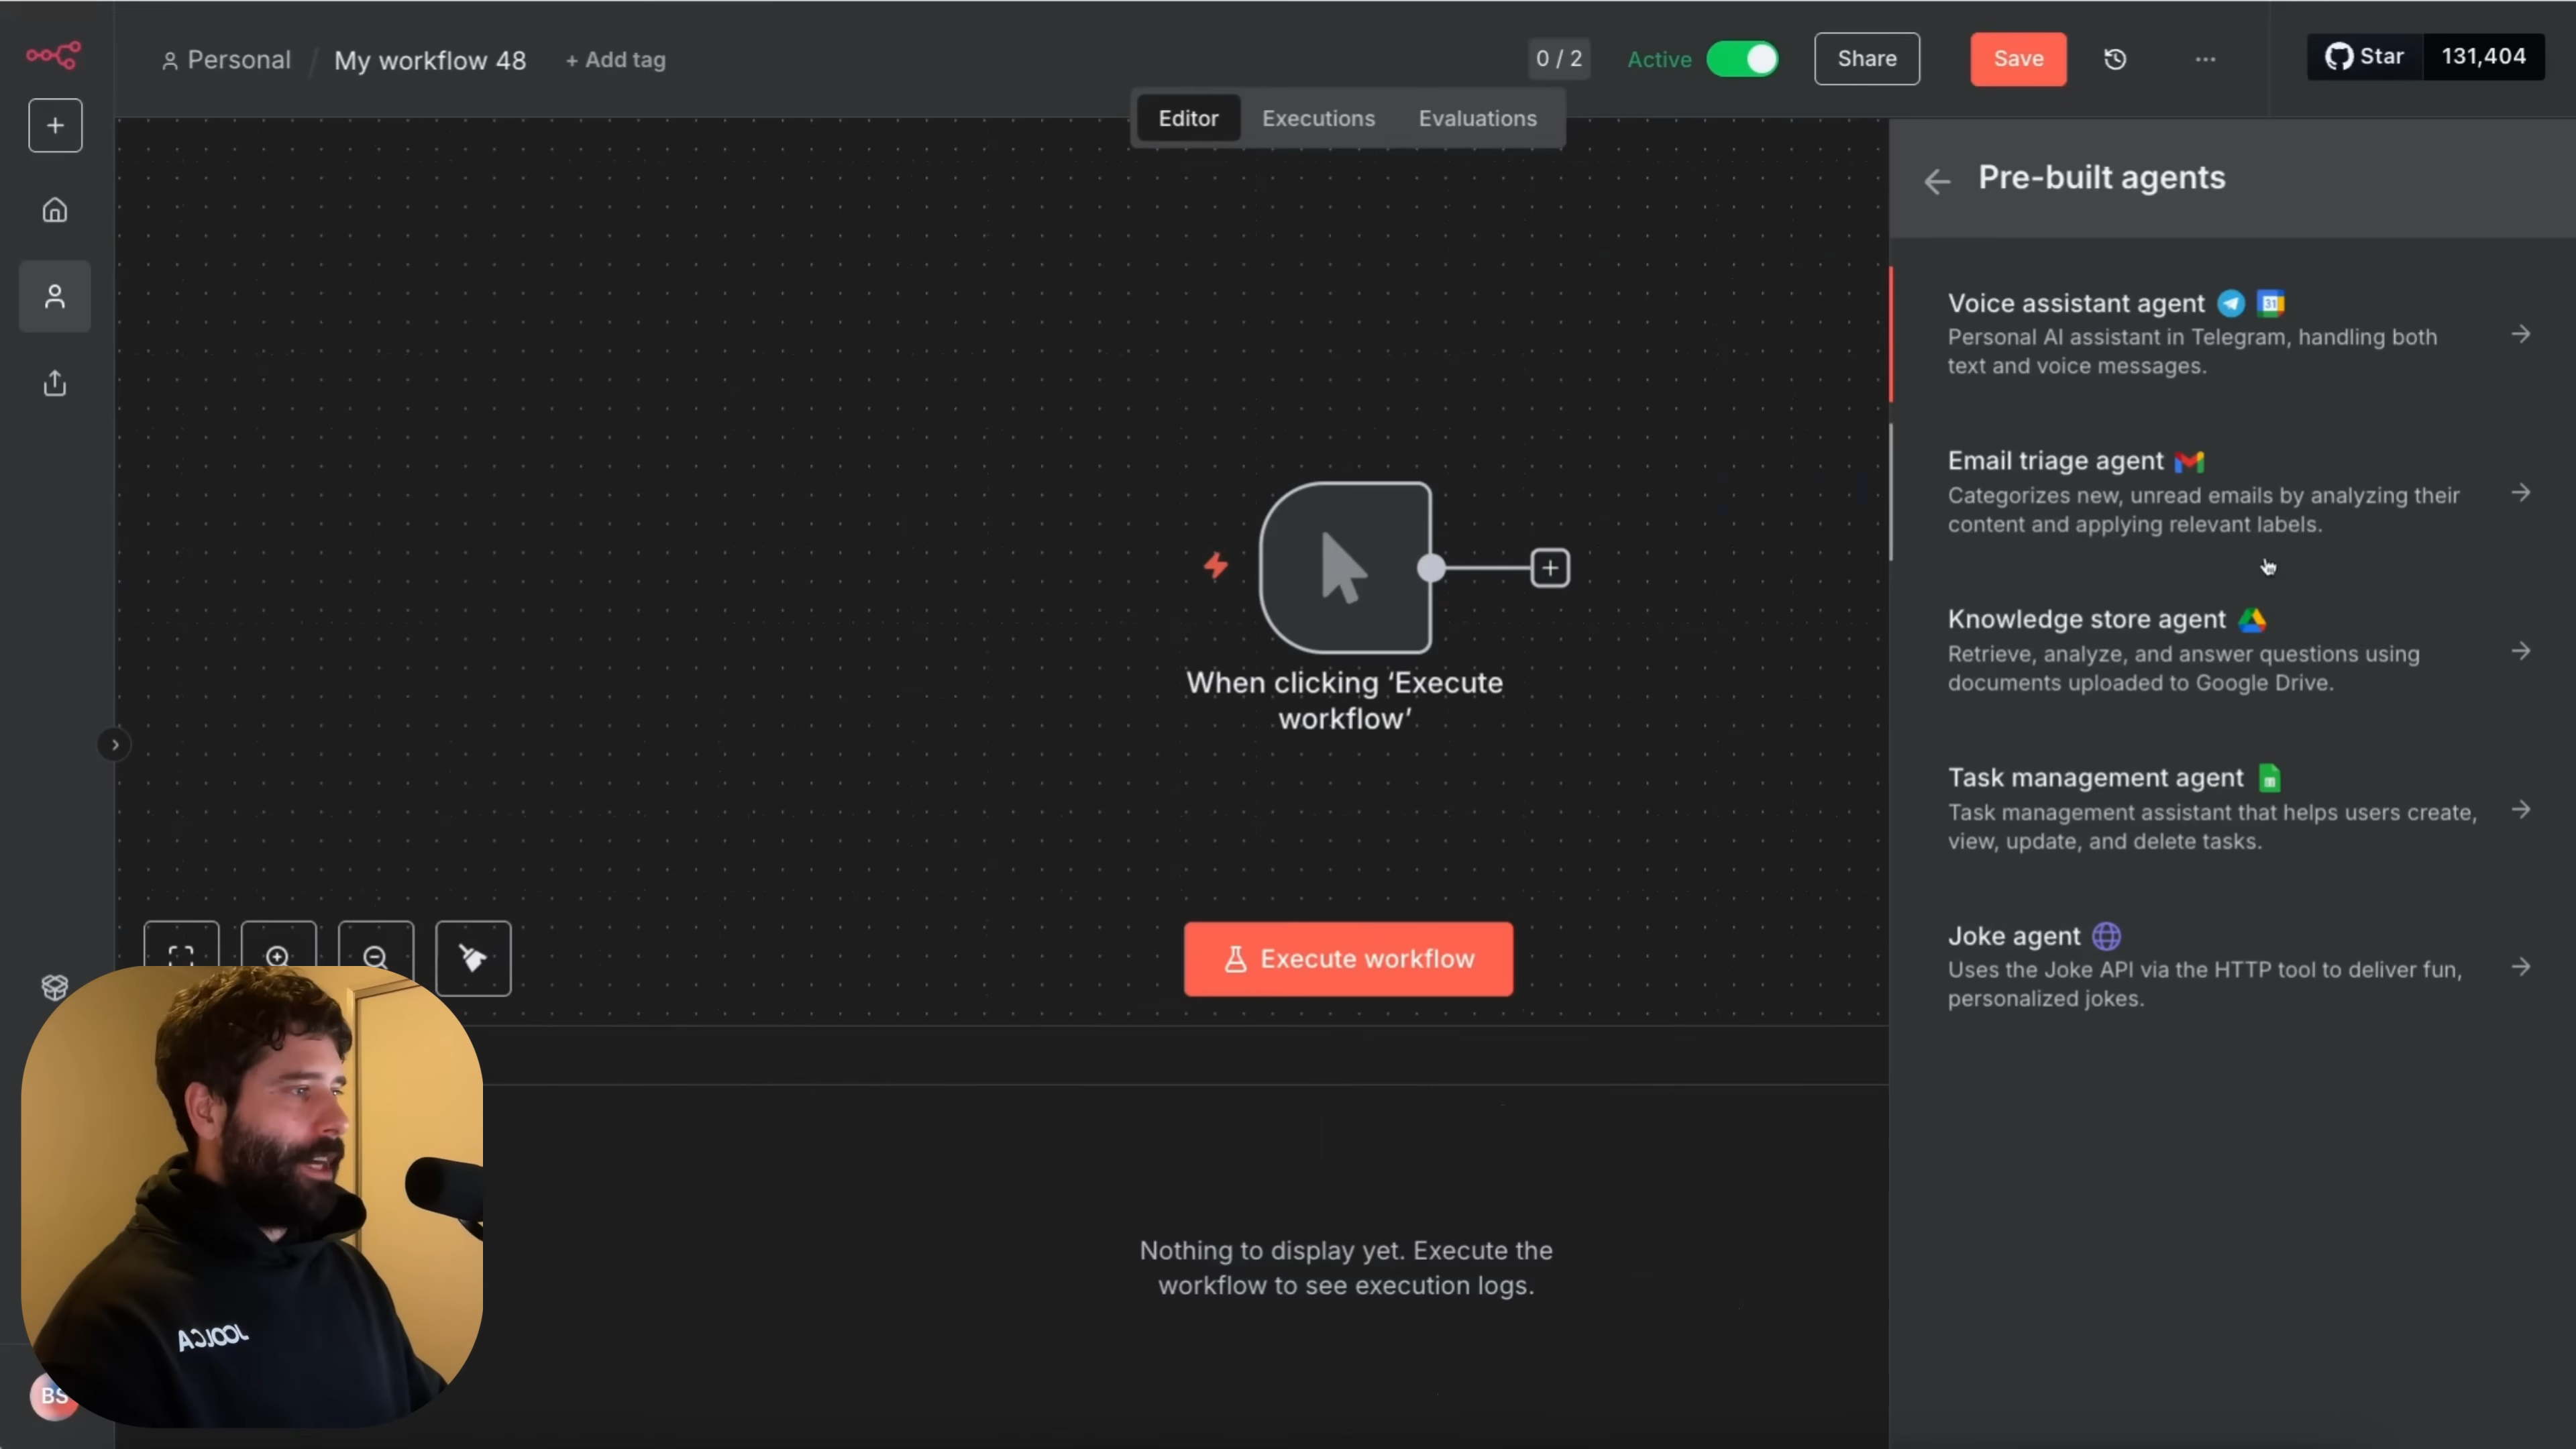 Personal / My workflow 48 + Add tag
0 / 2 Active Share Save Star 131,404
Editor Executions Evaluations
When clicking ‘Execute
workflow’
Execute workflow
Nothing to display yet. Execute the
workflow to see execution logs.
Pre-built agents
Voice assistant agent 31
Personal AI assistant in Telegram, handling both
text and voice messages.
Email triage agent
Categorizes new, unread emails by analyzing their
content and applying relevant labels.
Knowledge store agent
Retrieve, analyze, and answer questions using
documents uploaded to Google Drive.
Task management agent
Task management assistant that helps users create,
view, update, and delete tasks.
Joke agent
Uses the Joke API via the HTTP tool to deliver fun,
personalized jokes.
BS